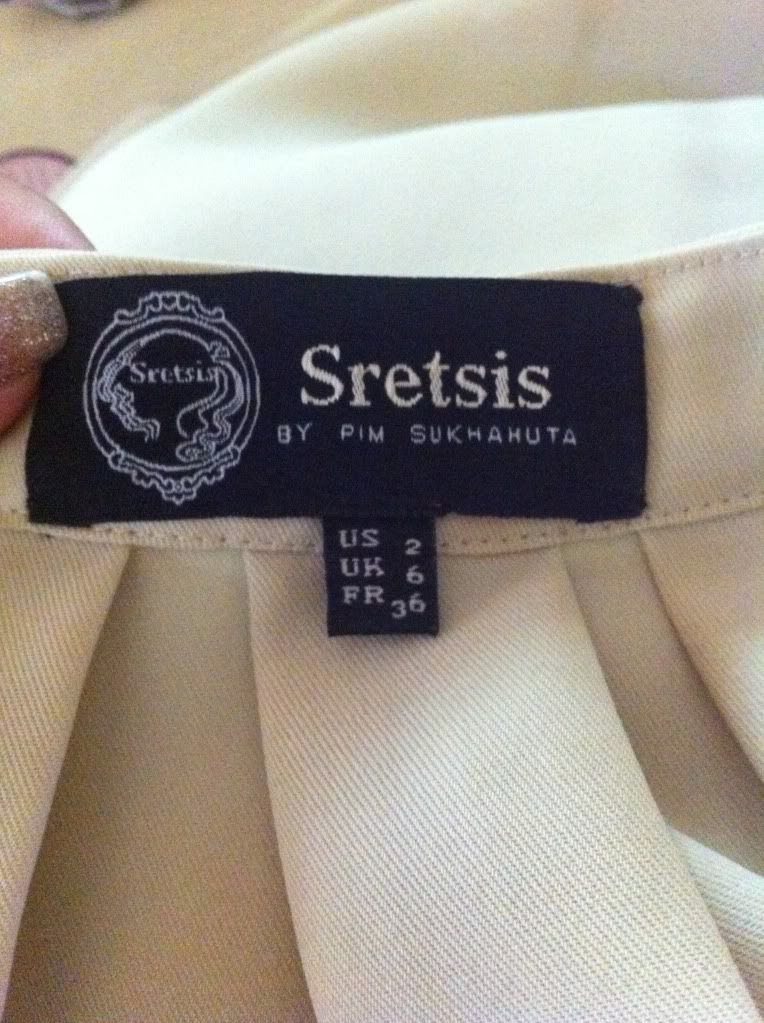 Sretsis
Sretsis
BY PIM SUKHAHUTA
US 2
UK 6
FR 36